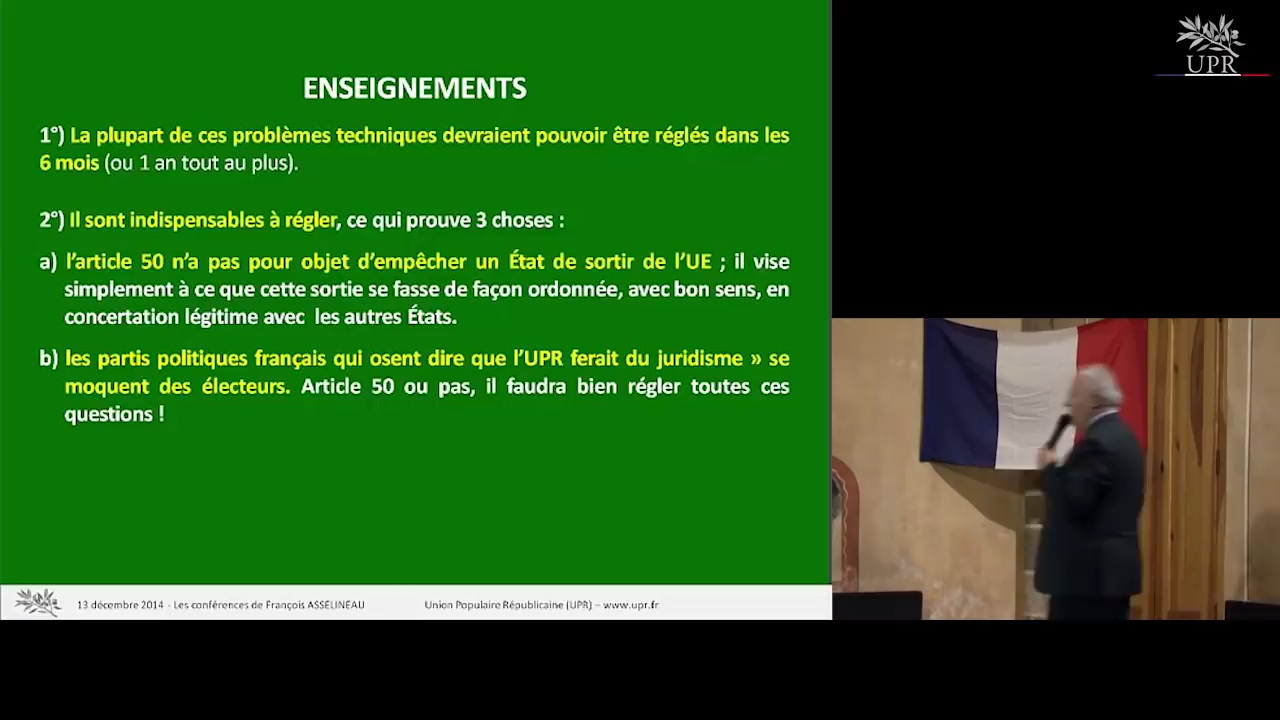 ENSEIGNEMENTS
1°) La plupart de ces problèmes techniques devraient pouvoir être réglés dans les
6 mois (ou 1 an tout au plus).
2°) Il sont indispensables à régler, ce qui prouve 3 choses :
a) l'article 50 n'a pas pour objet d'empêcher un État de sortir de l'UE ; il vise
simplement à ce que cette sortie se fasse de façon ordonnée, avec bon sens, en
concertation légitime avec les autres États.
b) les partis politiques français qui osent dire que l'UPR ferait du juridisme » se
moquent des électeurs. Article 50 ou pas, il faudra bien régler toutes ces
questions !
13 décembre 2014 - Les conférences de François ASSELINEAU
Union Populaire Républicaine (UPR) – www.upr.fr
UPR